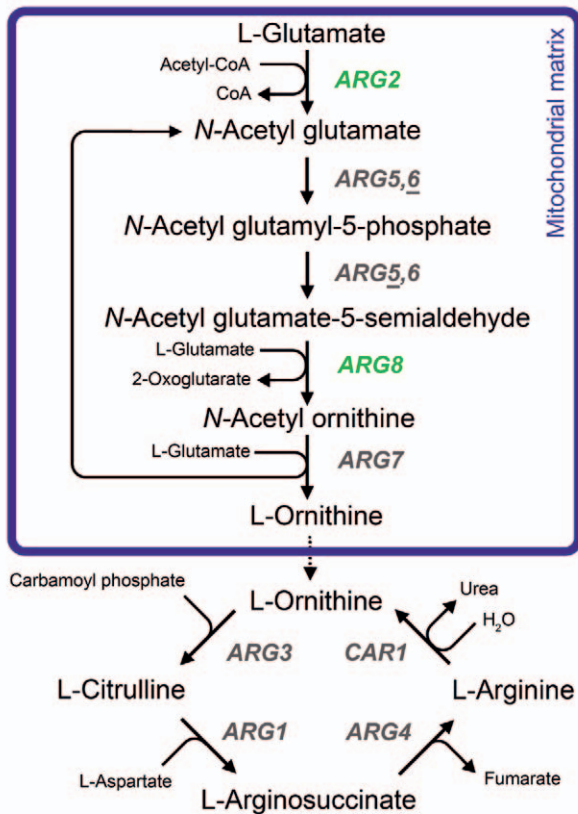 L-Glutamate
Acetyl-CoA
CoA
ARG2
N-Acetyl glutamate
ARG5,6
N-Acetyl glutamyl-5-phosphate
ARG5,6
N-Acetyl glutamate-5-semialdehyde
L-Glutamate
2-Oxoglutarate
ARG8
N-Acetyl ornithine
L-Glutamate
ARG7
L-Ornithine
Mitochondrial matrix
Carbamoyl phosphate
L-Ornithine
Urea
H₂O
ARG3
CAR1
L-Citrulline
L-Arginine
ARG1
ARG4
L-Aspartate
Fumarate
L-Arginosuccinate